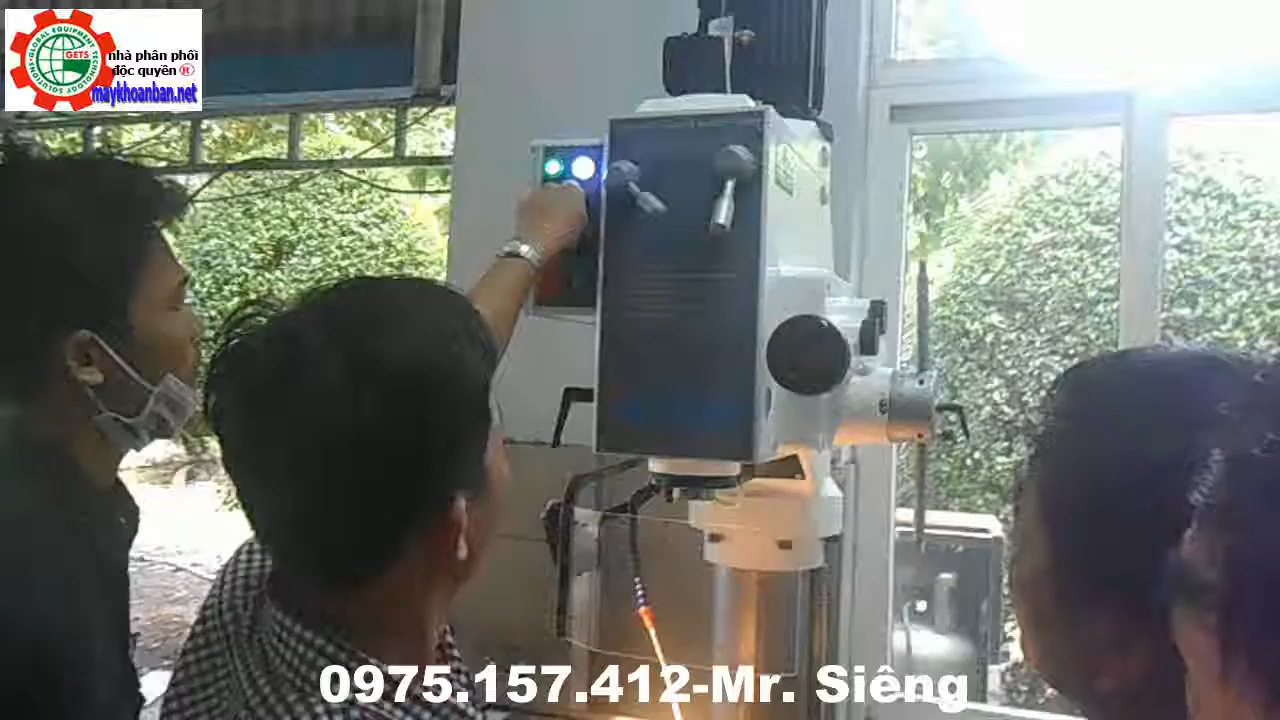 GLOBAL EQUIPMENT TECHNOLOGY SOLUTIONS
GETS
nhà phân phối
độc quyền ®
maykhoanban.net
0975.157.412-Mr. Siêng